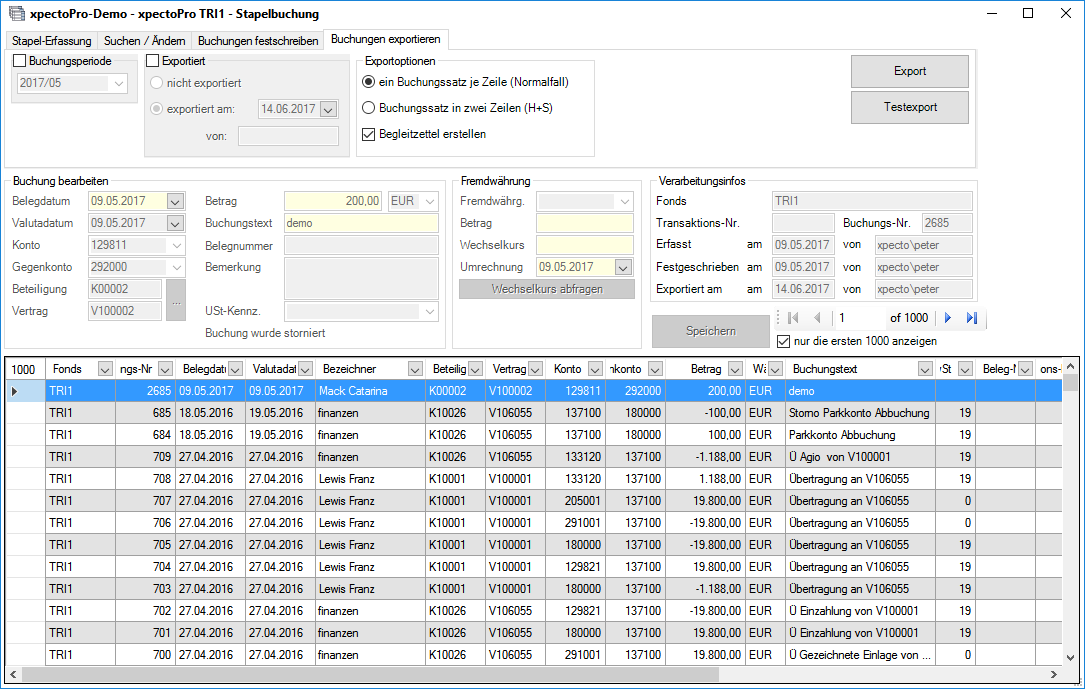 xpectoPro-Demo - xpectoPro TRI1 - Stapelbuchung
Stapel-Erfassung Suchen / Ändern Buchungen festschreiben Buchungen exportieren
Buchungsperiode
2017/05
Exportiert
nicht exportiert
exportiert am: 14.06.2017
von:
Exportoptionen
ein Buchungssatz je Zeile (Normalfall)
Buchungssatz in zwei Zeilen (H+S)
Begleitzettel erstellen
Export
Testexport
Buchung bearbeiten
Belegdatum 09.05.2017
Valutadatum 09.05.2017
Konto 129811
Gegenkonto 292000
Beteiligung K00002
Vertrag V100002
...
Betrag 200,00 EUR
Buchungstext demo
Belegnummer
Bemerkung
USt-Kennz.
Buchung wurde storniert
Fremdwährung
Fremdwährg.
Betrag
Wechselkurs
Umrechnung 09.05.2017
Wechselkurs abfragen
Verarbeitungsinfos
Fonds TRI1
Transaktions-Nr. Buchungs-Nr. 2685
Erfasst am 09.05.2017 von xpecto\peter
Festgeschrieben am 09.05.2017 von xpecto\peter
Exportiert am am 14.06.2017 von xpecto\peter
Speichern
1 of 1000
nur die ersten 1000 anzeigen
1000 Fonds ngs-Nr Belegdatu Valutadat Bezeichner Beteilig Vertrag Konto nkonto Betrag Wä Buchungstext St Beleg-N ons-
TRI1 2685 09.05.2017 09.05.2017 Mack Catarina K00002 V100002 129811 292000 200,00 EUR demo
TRI1 685 18.05.2016 19.05.2016 finanzen K10026 V106055 137100 180000 -100,00 EUR Storno Parkkonto Abbuchung 19
TRI1 684 18.05.2016 19.05.2016 finanzen K10026 V106055 137100 180000 100,00 EUR Parkkonto Abbuchung 19
TRI1 709 27.04.2016 27.04.2016 finanzen K10026 V106055 133120 137100 -1.188,00 EUR Ü Agio von V100001 19
TRI1 708 27.04.2016 27.04.2016 Lewis Franz K10001 V100001 133120 137100 1.188,00 EUR Übertragung an V106055 19
TRI1 707 27.04.2016 27.04.2016 Lewis Franz K10001 V100001 205001 137100 19.800,00 EUR Übertragung an V106055 0
TRI1 706 27.04.2016 27.04.2016 Lewis Franz K10001 V100001 291001 137100 -19.800,00 EUR Übertragung an V106055 0
TRI1 705 27.04.2016 27.04.2016 Lewis Franz K10001 V100001 180000 137100 -19.800,00 EUR Übertragung an V106055 19
TRI1 704 27.04.2016 27.04.2016 Lewis Franz K10001 V100001 129821 137100 19.800,00 EUR Übertragung an V106055 19
TRI1 703 27.04.2016 27.04.2016 Lewis Franz K10001 V100001 180000 137100 -1.188,00 EUR Übertragung an V106055 19
TRI1 702 27.04.2016 27.04.2016 finanzen K10026 V106055 129821 137100 -19.800,00 EUR Ü Einzahlung von V100001 19
TRI1 701 27.04.2016 27.04.2016 finanzen K10026 V106055 180000 137100 19.800,00 EUR Ü Einzahlung von V100001 19
TRI1 700 27.04.2016 27.04.2016 finanzen K10026 V106055 291001 137100 19.800,00 EUR Ü Gezeichnete Einlage von ... 0